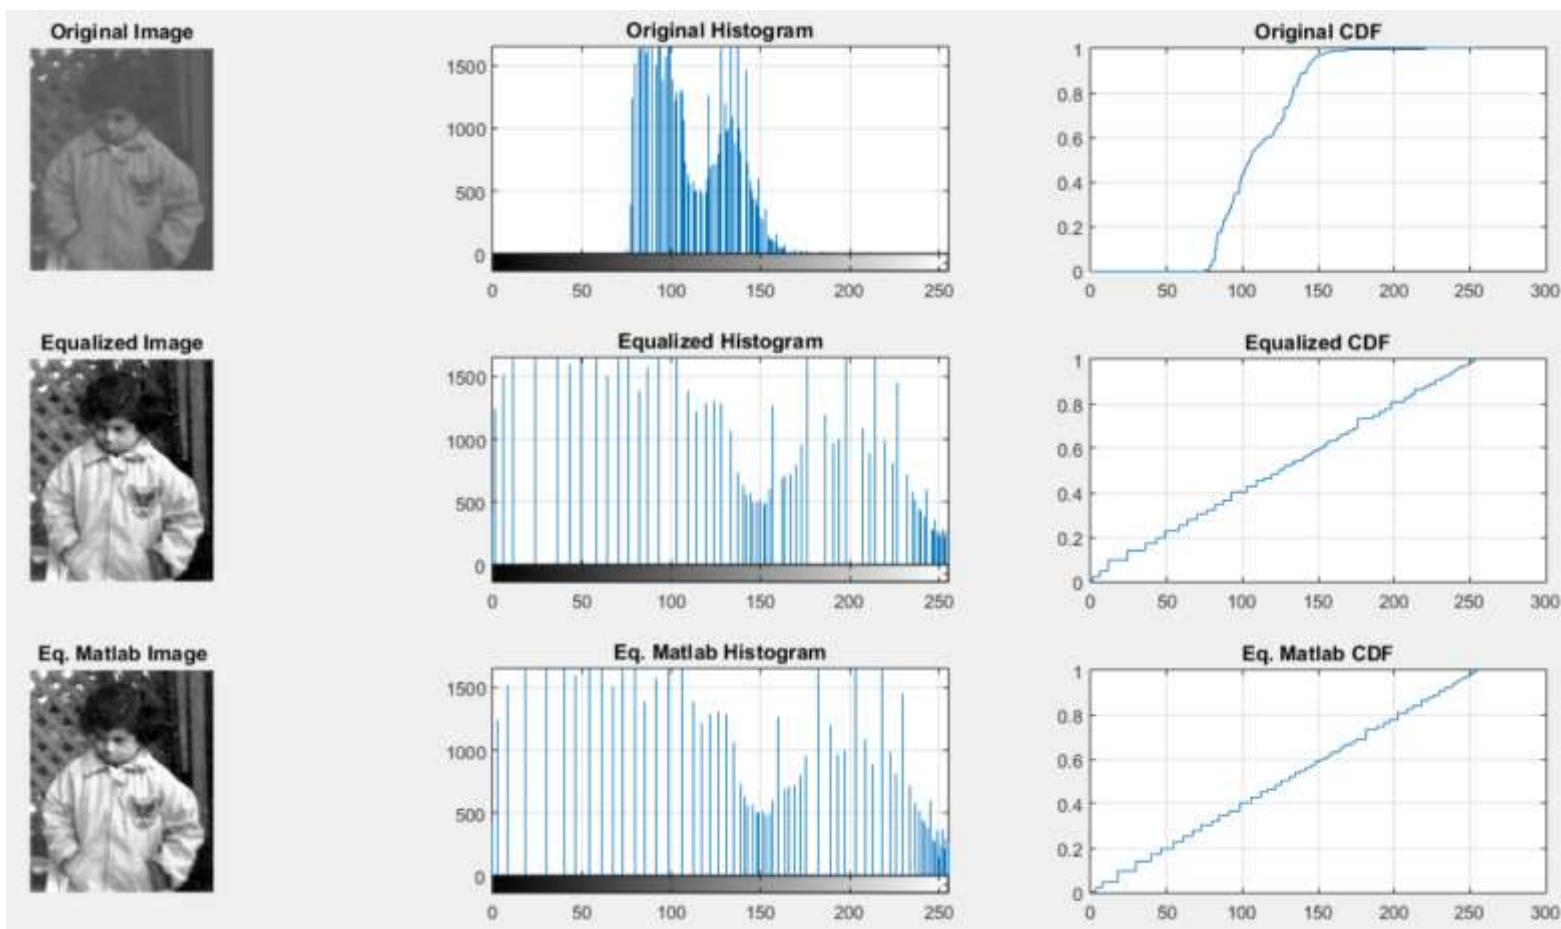 Original Image
Original Histogram
Original CDF
1500
1000
500
0
0 50 100 150 200 250
1
0.8
0.6
0.4
0.2
0
0 50 100 150 200 250 300
Equalized Image
Equalized Histogram
Equalized CDF
1500
1000
500
0
0 50 100 150 200 250
1
0.8
0.6
0.4
0.2
0
0 50 100 150 200 250 300
Eq. Matlab Image
Eq. Matlab Histogram
Eq. Matlab CDF
1500
1000
500
0
0 50 100 150 200 250
1
0.8
0.6
0.4
0.2
0
0 50 100 150 200 250 300